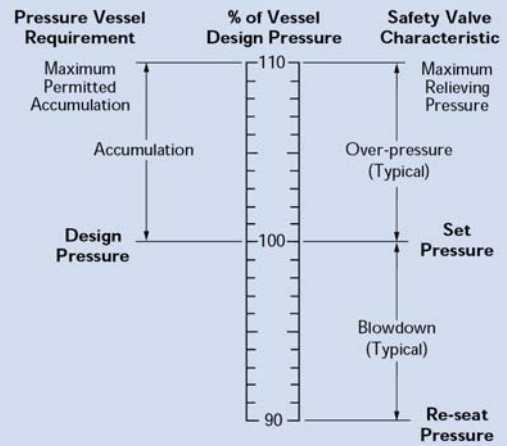 Pressure Vessel
Requirement
% of Vessel
Design Pressure
Safety Valve
Characteristic
Maximum
Permitted
Accumulation
110
Maximum
Relieving
Pressure
Accumulation
Over-pressure
(Typical)
Design
Pressure
100
Set
Pressure
Blowdown
(Typical)
90
Re-seat
Pressure